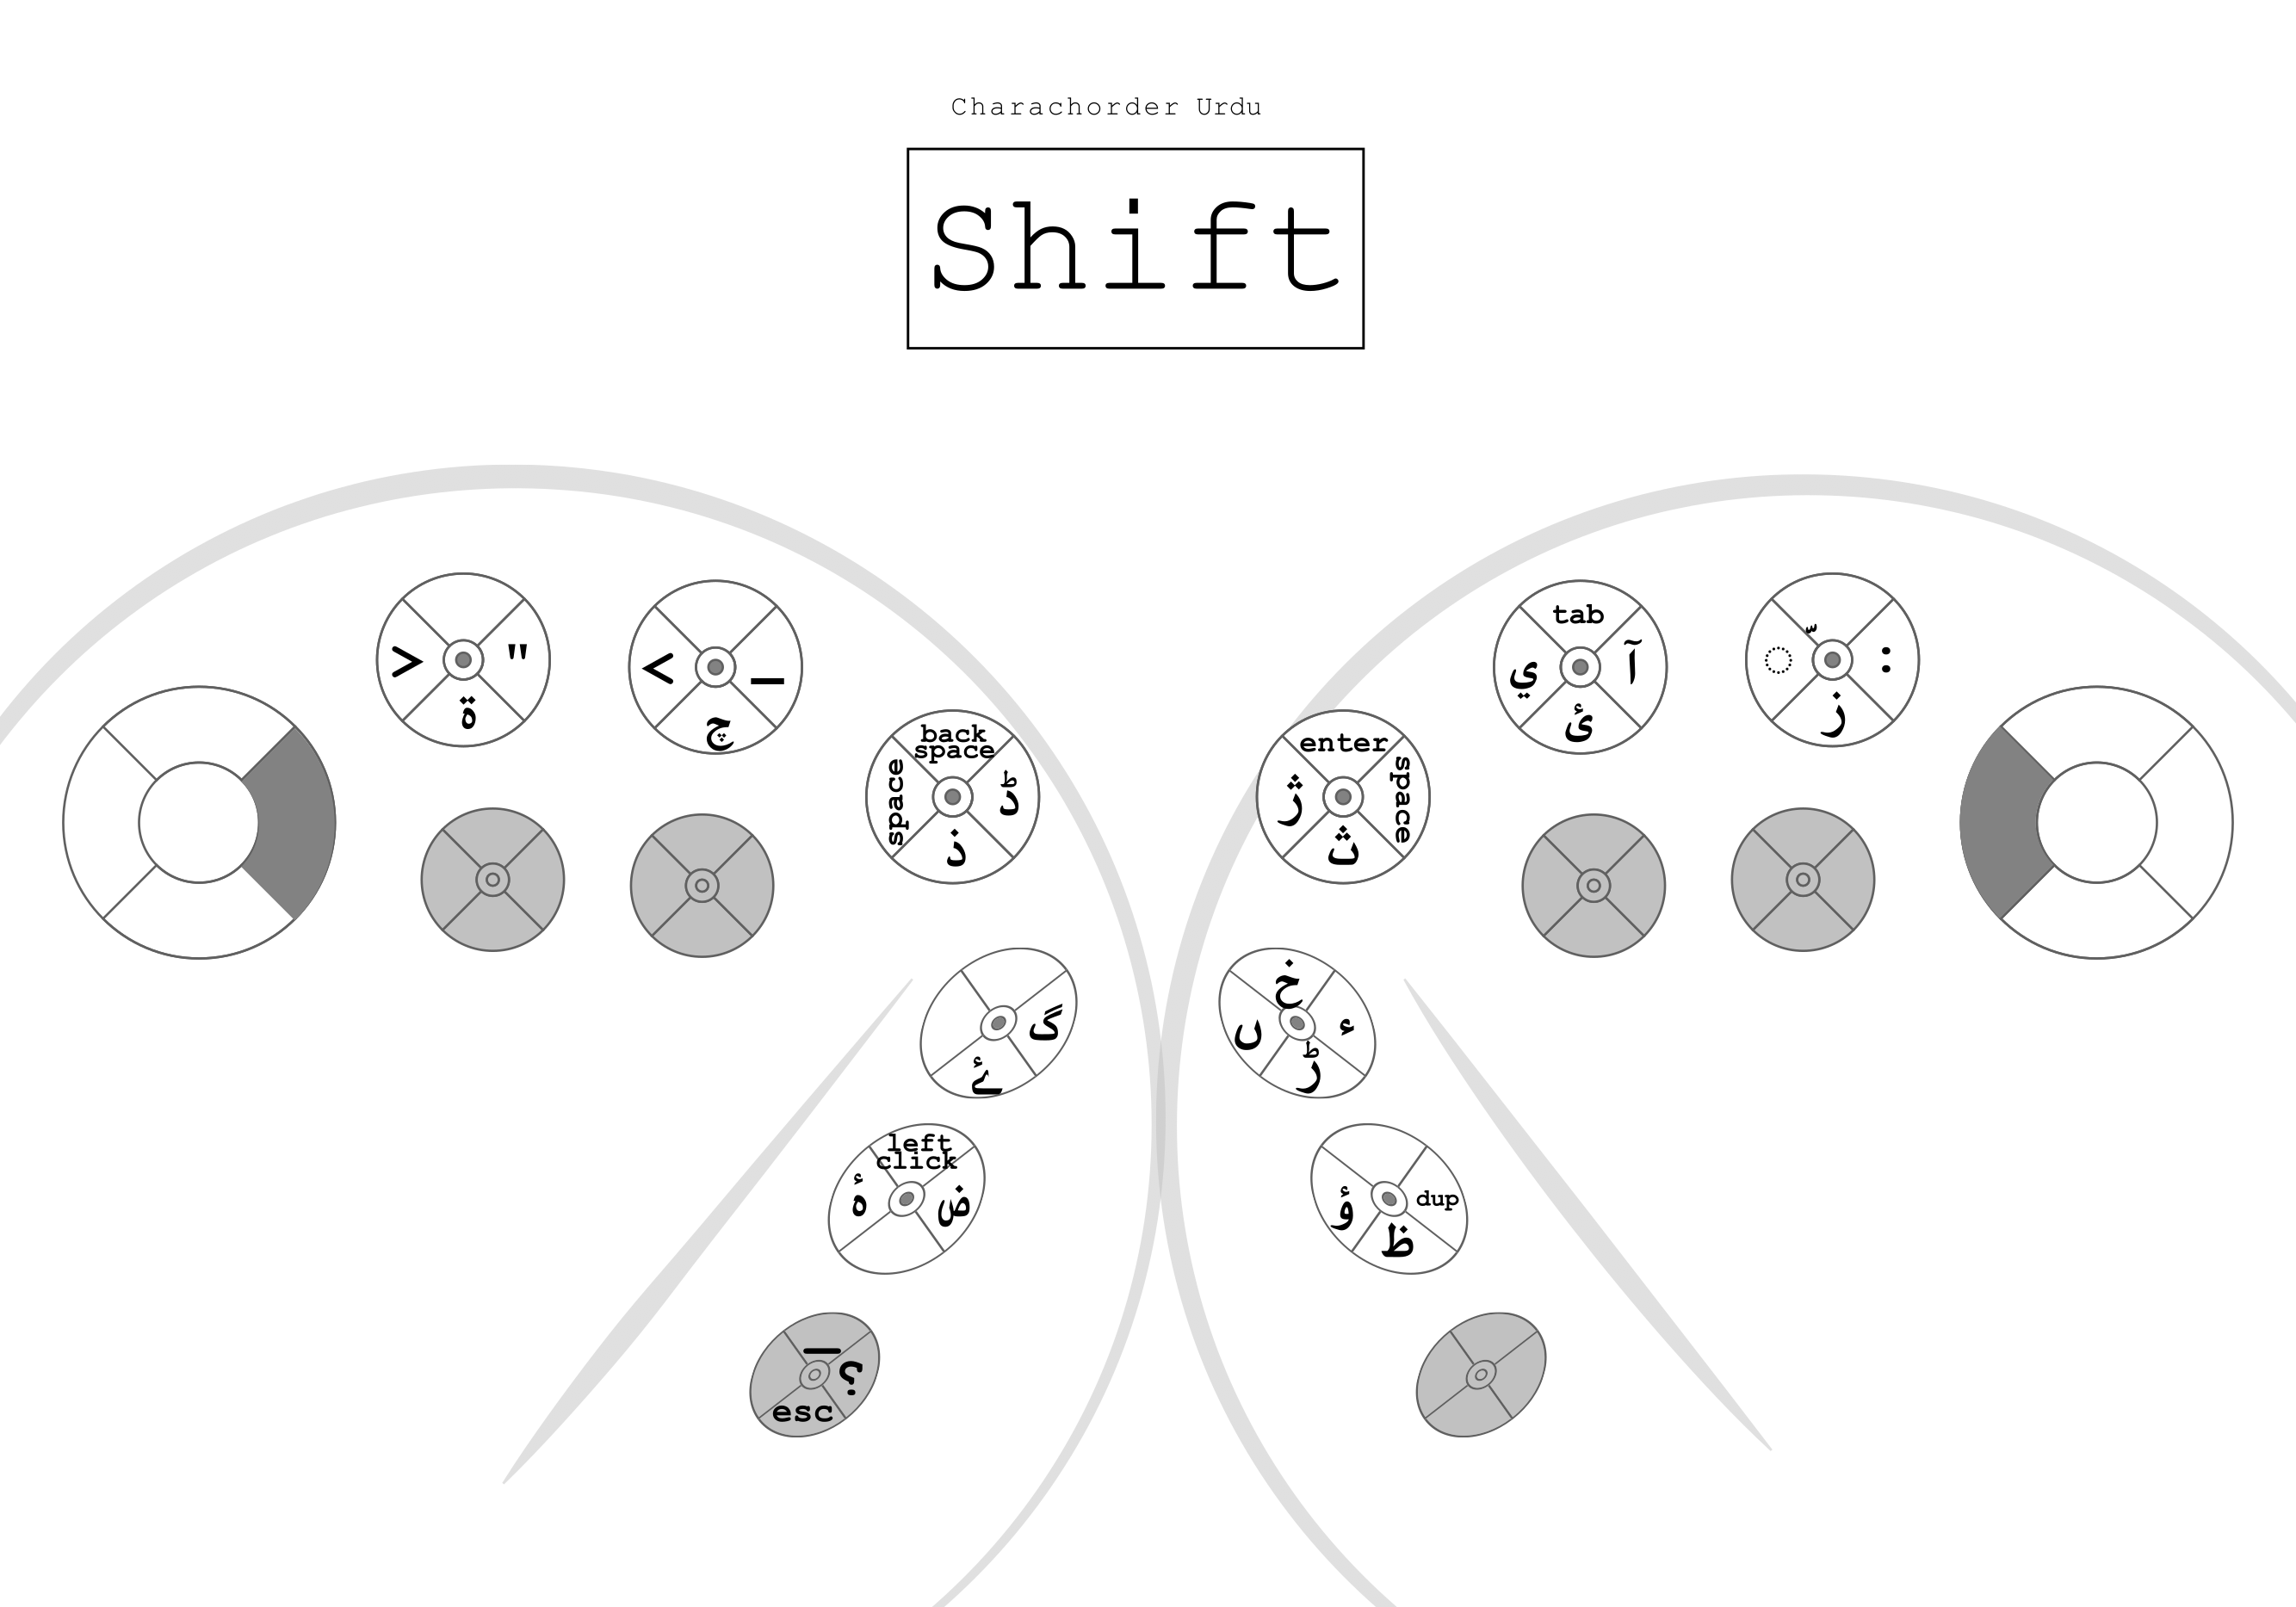 Charachorder Urdu
Shift
> " ة
< _ چ
back
space
space
ڈ
ذ
enter
ژ
space
ث
tab
ي
آ
ئ
ّ◌
:
ز
گ
ۓ
خ
ں
ء
ڑ
left
click
ۂ
ض
ؤ
dup
ظ
_
؟
esc